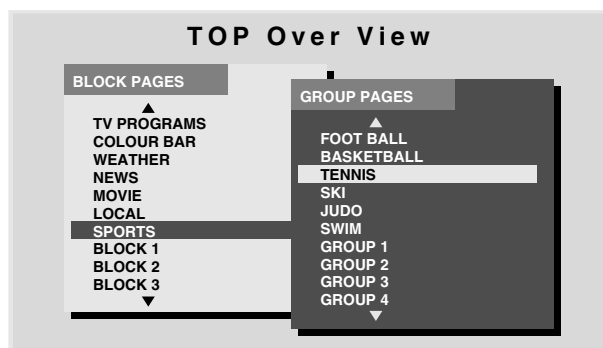 TOP Over View
BLOCK PAGES
TV PROGRAMS
COLOUR BAR
WEATHER
NEWS
MOVIE
LOCAL
SPORTS
BLOCK 1
BLOCK 2
BLOCK 3
GROUP PAGES
FOOT BALL
BASKETBALL
TENNIS
SKI
JUDO
SWIM
GROUP 1
GROUP 2
GROUP 3
GROUP 4